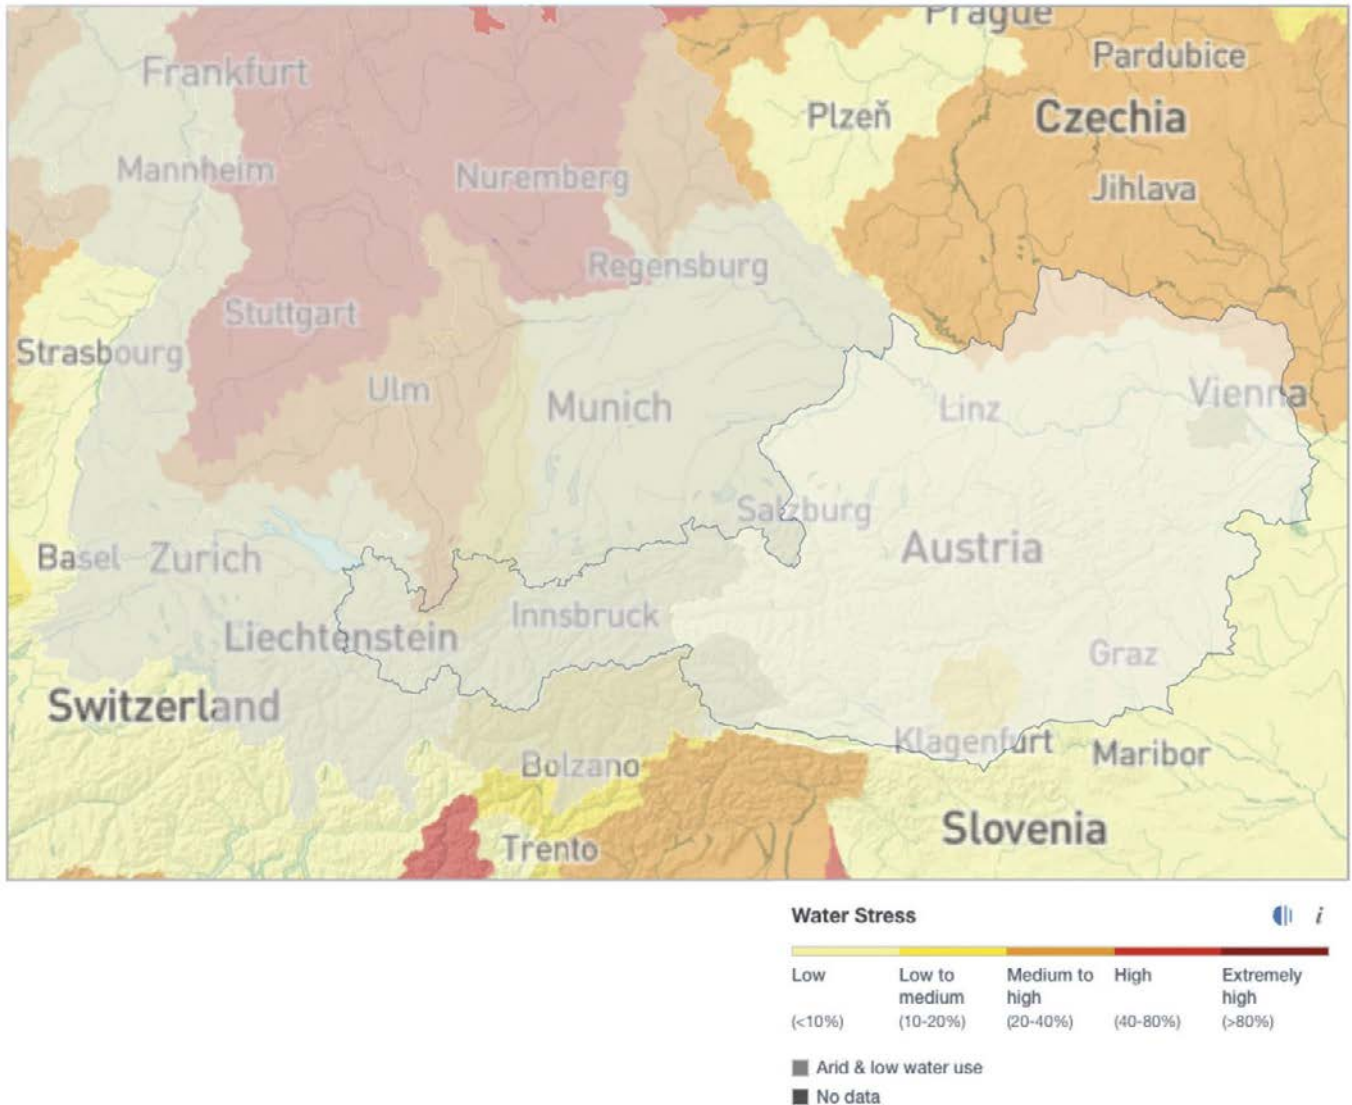 Prague
Pardubice
Frankfurt
Plzeň
Czechia
Mannheim
Nuremberg
Jihlava
Regensburg
Stuttgart
Strasbourg
Ulm
Munich
Linz
Vienna
Salzburg
Austria
Basel
Zurich
Innsbruck
Liechtenstein
Graz
Switzerland
Klagenfurt
Maribor
Bolzano
Slovenia
Trento
Water Stress
i
Low
Low to
Medium to
High
Extremely
medium
high
high
(<10%)
(10-20%)
(20-40%)
(40-80%)
(>80%)
Arid & low water use
No data